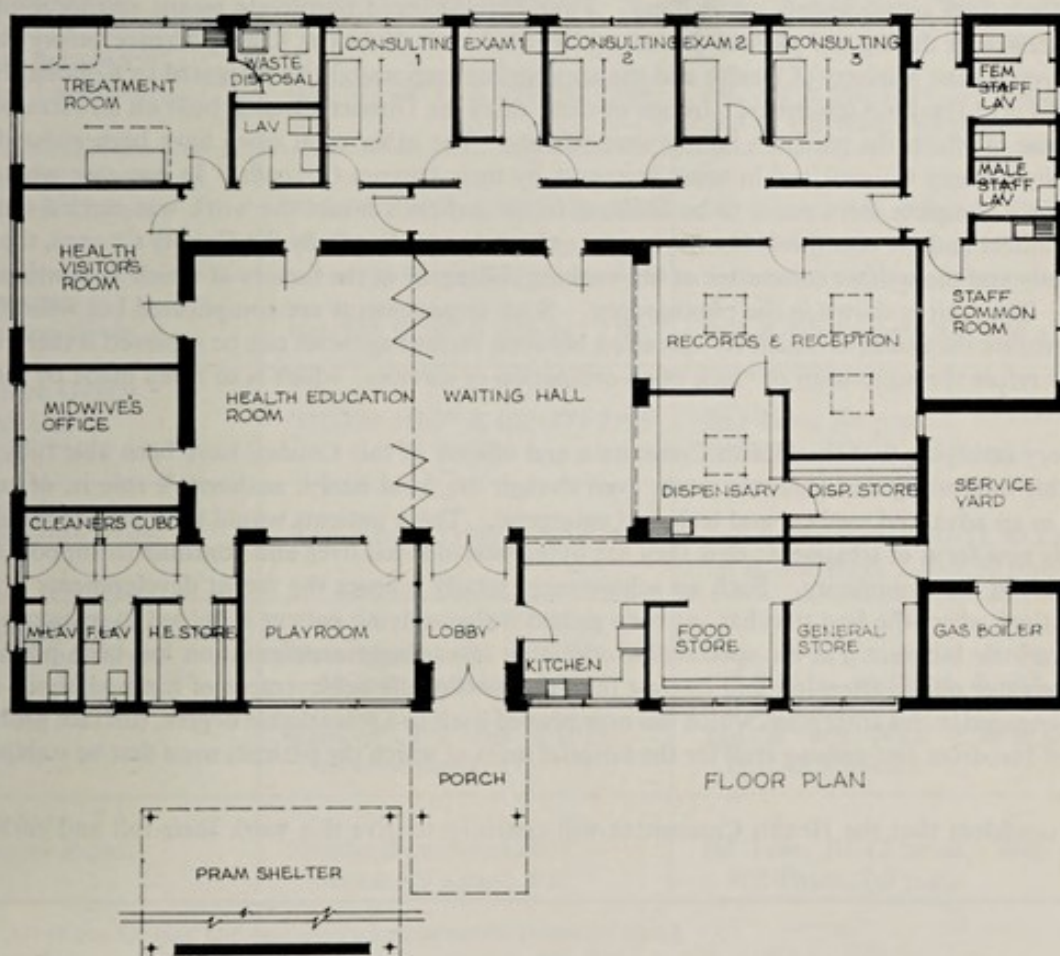 TREATMENT
ROOM
WASTE
DISPOSAL
LAV
CONSULTING
1
EXAM 1
CONSULTING
2
EXAM 2
CONSULTING
3
FEM
STAFF
LAV
MALE
STAFF
LAV
HEALTH
VISITOR'S
ROOM
HEALTH EDUCATION
ROOM
WAITING HALL
RECORDS & RECEPTION
STAFF
COMMON
ROOM
MIDWIVE'S
OFFICE
DISPENSARY
DISP. STORE
SERVICE
YARD
CLEANERS CUBD
M.LAV
F.LAV
H.E. STORE
PLAYROOM
LOBBY
KITCHEN
FOOD
STORE
GENERAL
STORE
GAS BOILER
PORCH
FLOOR PLAN
PRAM SHELTER